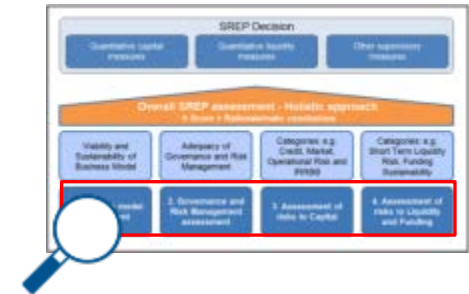 SREP Decision
Quantitative capital
measures
Quantitative liquidity
measures
Other supervisory
measures
Overall SREP assessment - Holistic approach
Viability and
Sustainability of
Business Model
Adequacy of
Governance and Risk
Management
Categories: e.g.
Credit, Market,
Operational Risk and
IRRBB
Categories: e.g.
Short Term Liquidity
Risk, Funding
Sustainability
model
2. Governance and
Risk Management
assessment
3. Assessment of
risks to Capital
4. Assessment of
risks to Liquidity
and Funding